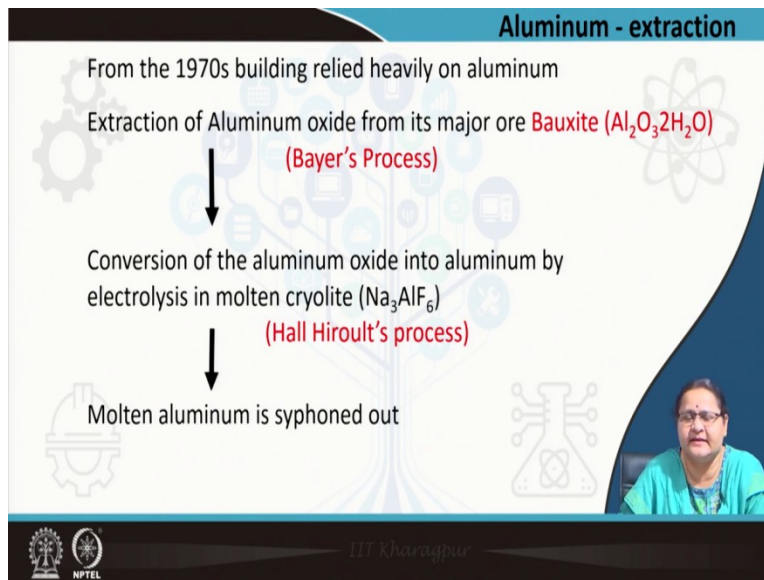 Aluminum - extraction
From the 1970s building relied heavily on aluminum
Extraction of Aluminum oxide from its major ore Bauxite (Al₂O₃2H₂O)
(Bayer's Process)
Conversion of the aluminum oxide into aluminum by
electrolysis in molten cryolite (Na₃AlF₆)
(Hall Hiroult's process)
Molten aluminum is syphoned out
NPTEL
IIT Kharagpur